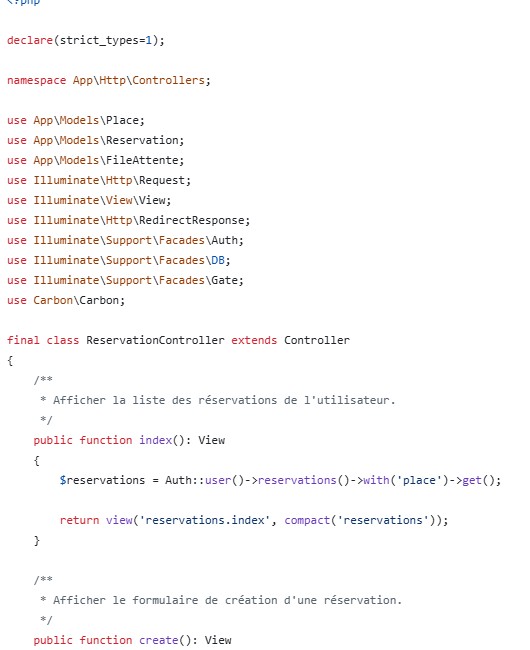 <?php
declare(strict_types=1);
namespace App\Http\Controllers;
use App\Models\Place;
use App\Models\Reservation;
use App\Models\FileAttente;
use Illuminate\Http\Request;
use Illuminate\View\View;
use Illuminate\Http\RedirectResponse;
use Illuminate\Support\Facades\Auth;
use Illuminate\Support\Facades\DB;
use Illuminate\Support\Facades\Gate;
use Carbon\Carbon;
final class ReservationController extends Controller
{
    /**
     * Afficher la liste des réservations de l'utilisateur.
     */
    public function index(): View
    {
        $reservations = Auth::user()->reservations()->with('place')->get();
        return view('reservations.index', compact('reservations'));
    }
    /**
     * Afficher le formulaire de création d'une réservation.
     */
    public function create(): View